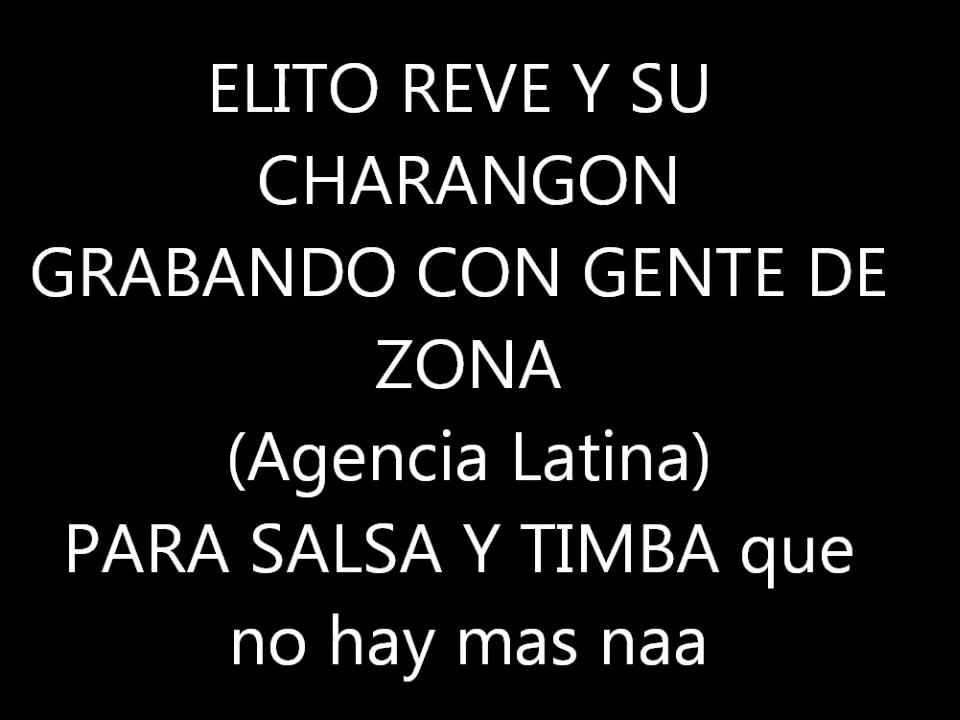 ELITO REVE Y SU
CHARANGON
GRABANDO CON GENTE DE
ZONA
(Agencia Latina)
PARA SALSA Y TIMBA que
no hay mas naa